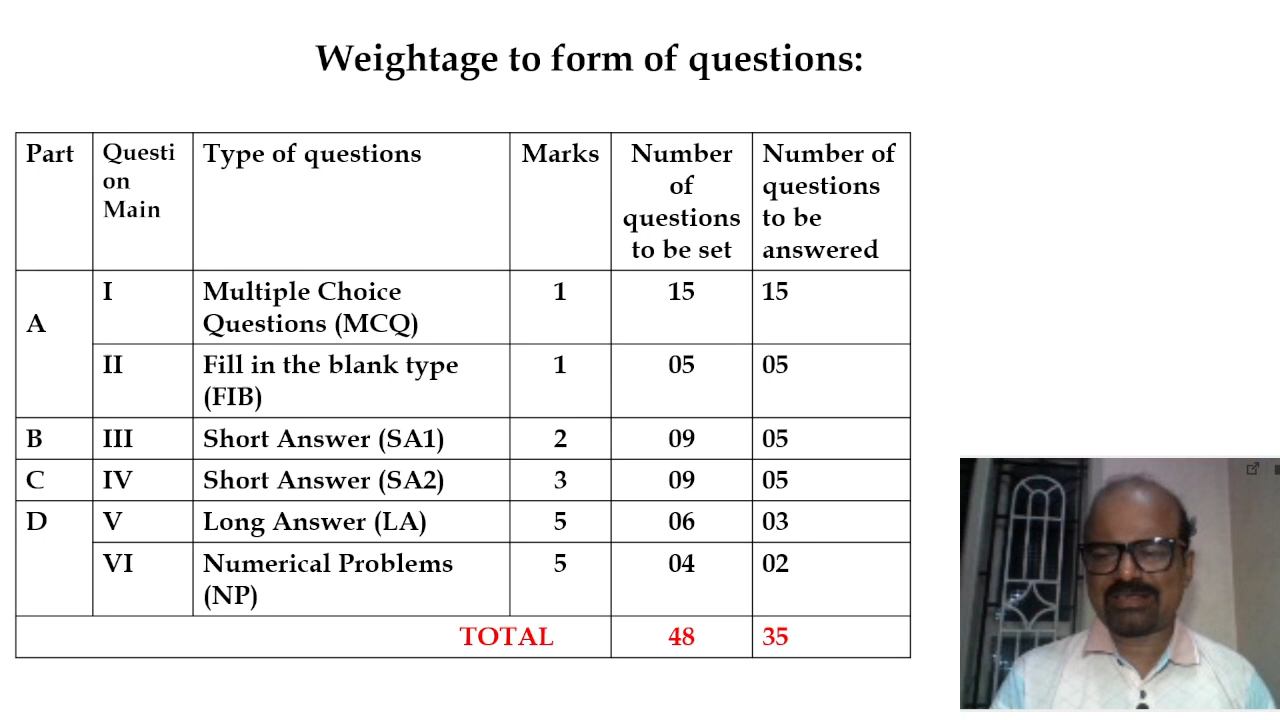 Weightage to form of questions:
Part
Questi
on
Main
Type of questions
Marks
Number
of
questions
to be set
Number of
questions
to be
answered
A
I
Multiple Choice
Questions (MCQ)
1
15
15
II
Fill in the blank type
(FIB)
1
05
05
B
III
Short Answer (SA1)
2
09
05
C
IV
Short Answer (SA2)
3
09
05
D
V
Long Answer (LA)
5
06
03
VI
Numerical Problems
(NP)
5
04
02
TOTAL
48
35